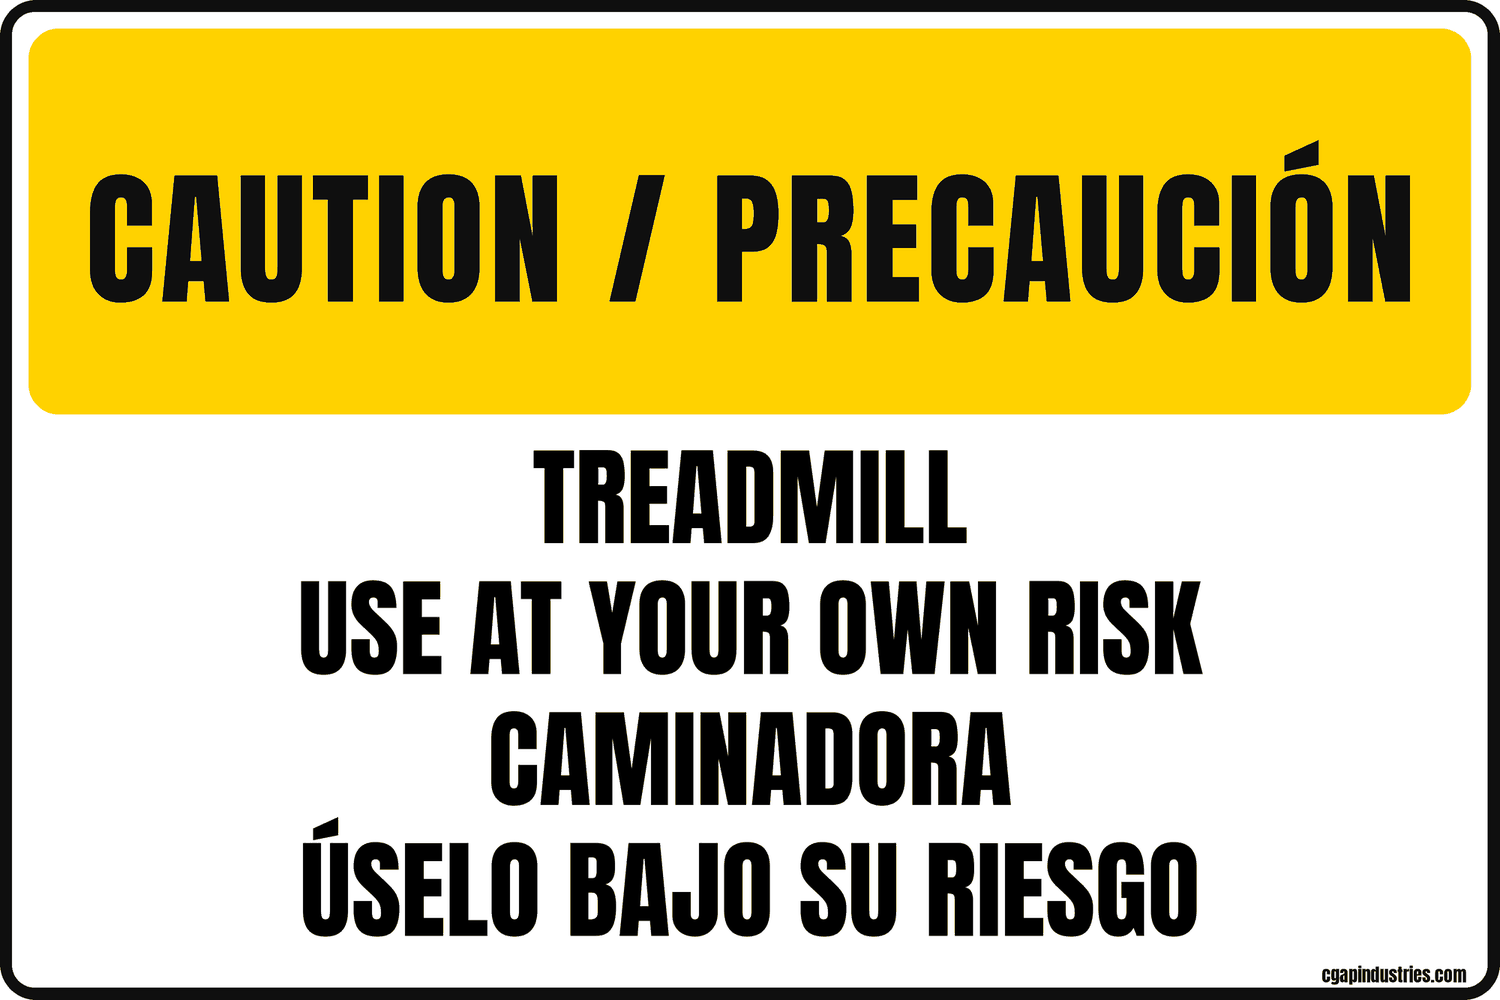 CAUTION / PRECAUCIÓN
TREADMILL
USE AT YOUR OWN RISK
CAMINADORA
ÚSELO BAJO SU RIESGO
cgapindustries.com